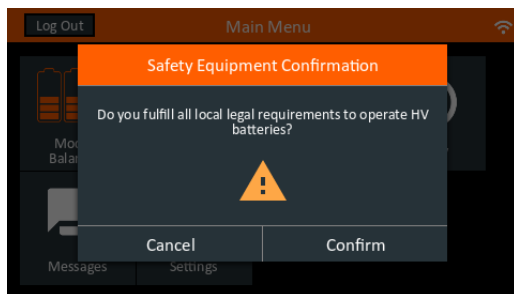 Log Out
Main Menu
Safety Equipment Confirmation
Do you fulfill all local legal requirements to operate HV
batteries?
Cancel
Confirm
Messages
Settings